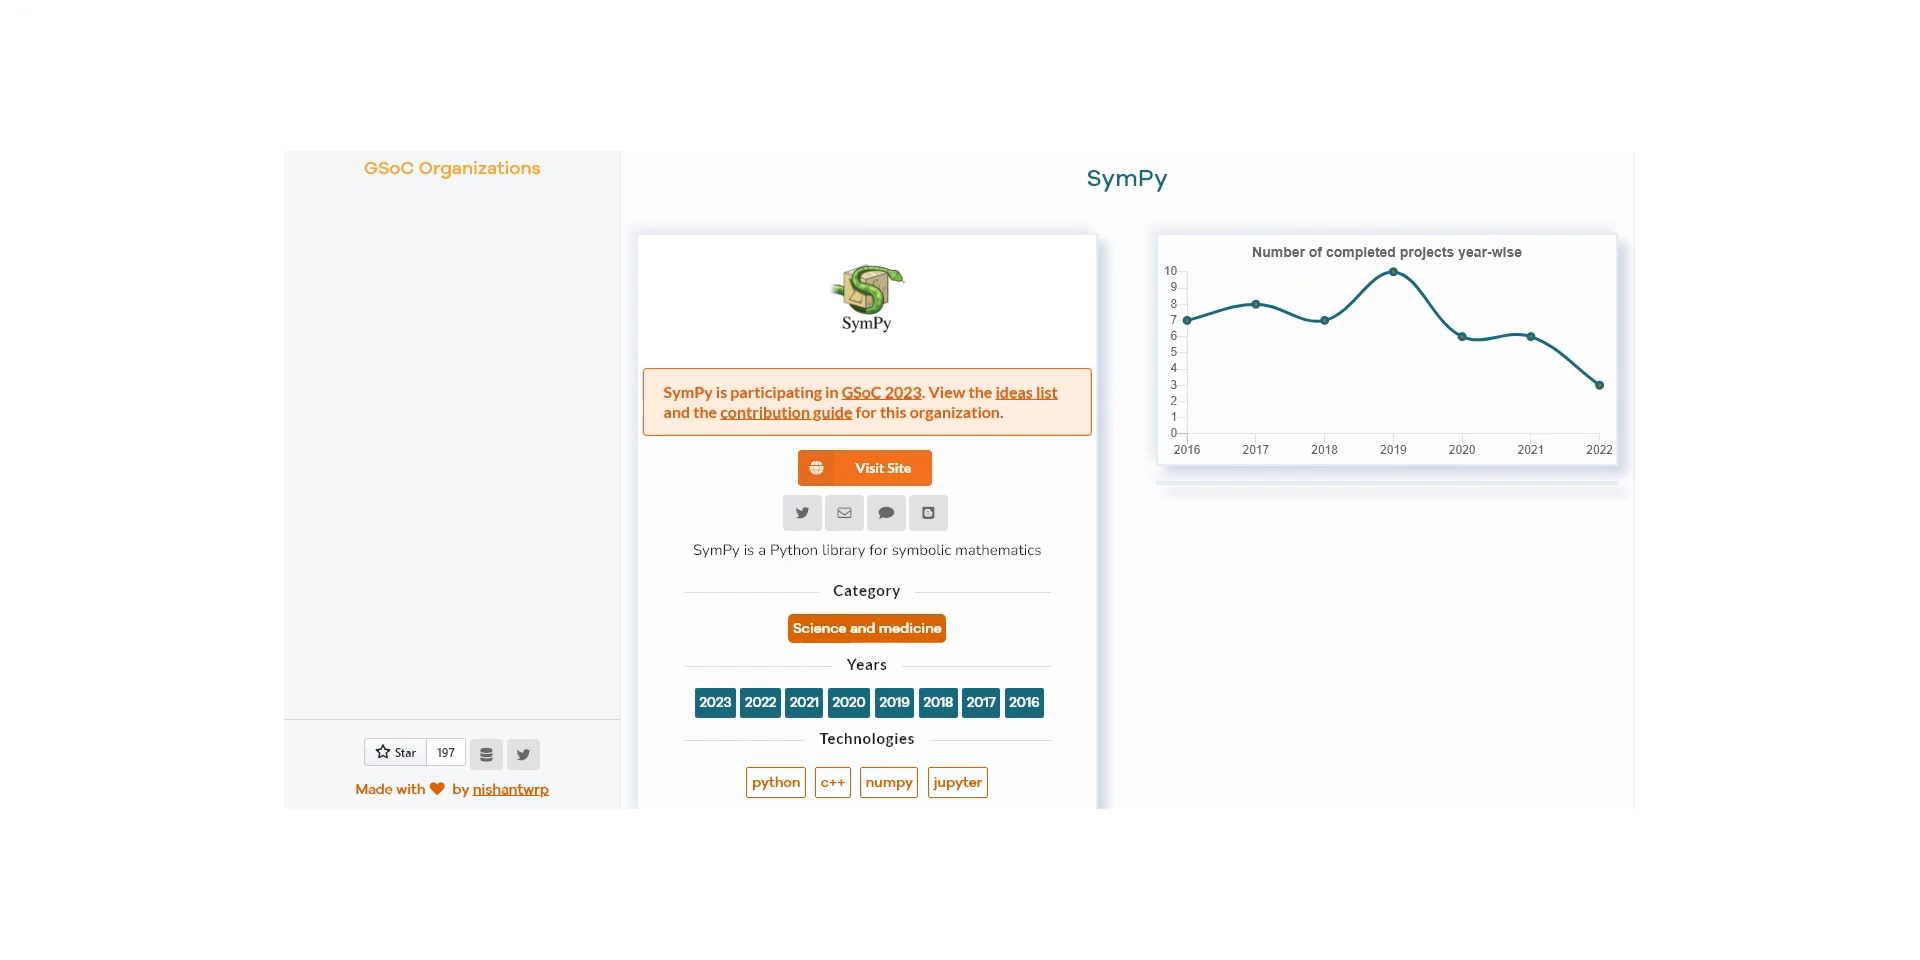 GSoC Organizations
SymPy
SymPy
SymPy is participating in GSoC 2023. View the ideas list
and the contribution guide for this organization.
Visit Site
SymPy is a Python library for symbolic mathematics
Category
Science and medicine
Years
2023 2022 2021 2020 2019 2018 2017 2016
Technologies
python c++ numpy jupyter
Number of completed projects year-wise
10
9
8
7
6
5
4
3
2
1
0
2016 2017 2018 2019 2020 2021 2022
Star 197
Made with by nishantwrp